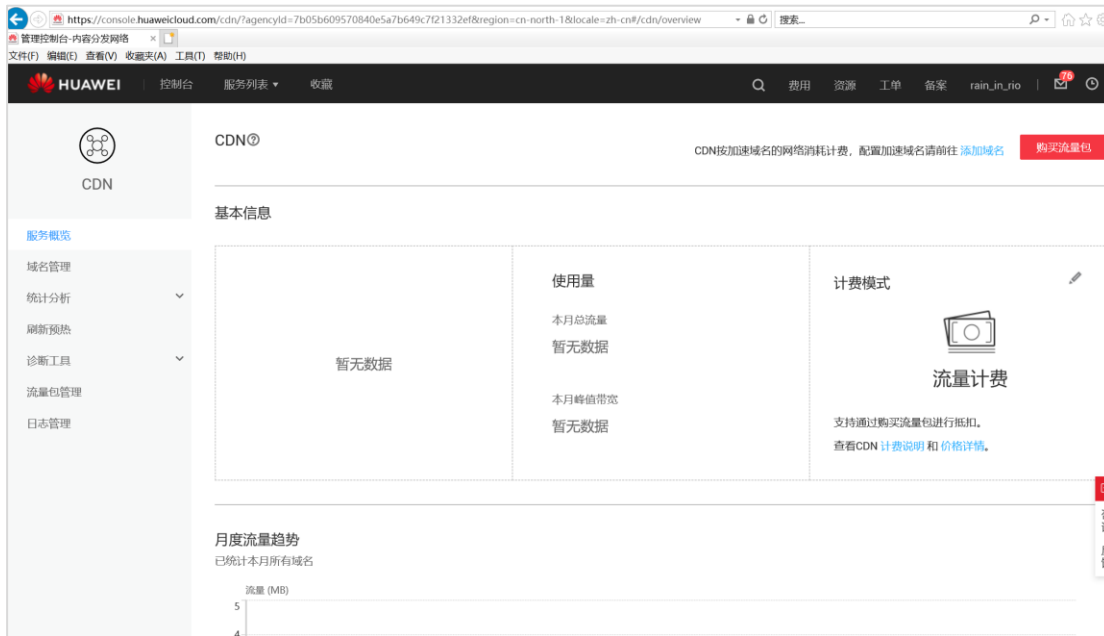 https://console.huaweicloud.com/cdn/?agencyId=7b05b609570840e5a7b649c7f21332ef&region=cn-north-1&locale=zh-cn#/cdn/overview 搜索...
管理控制台-内容分发网络 ×
文件(F) 编辑(E) 查看(V) 收藏夹(A) 工具(T) 帮助(H)
HUAWEI 控制台 服务列表 收藏 费用 资源 工单 备案 rain_in_rio 76
CDN
CDN
CDN按加速域名的网络消耗计费，配置加速域名请前往 添加域名 购买流量包
基本信息
服务概览
域名管理
统计分析
刷新预热
诊断工具
流量包管理
日志管理
暂无数据
使用量
本月总流量
暂无数据
本月峰值带宽
暂无数据
计费模式
流量计费
支持通过购买流量包进行抵扣。
查看CDN 计费说明 和 价格详情。
月度流量趋势
已统计本月所有域名
流量 (MB)
5
4